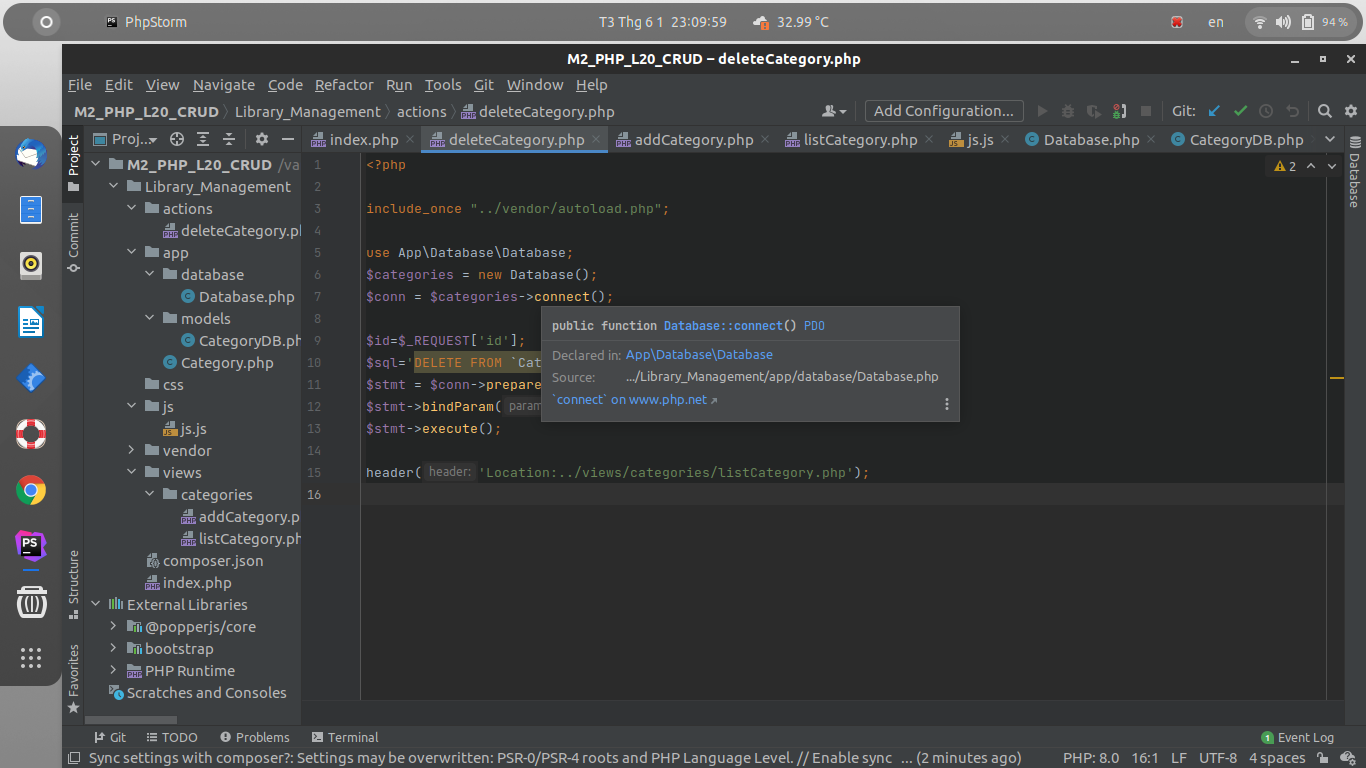 PhpStorm
T3 Thg 6 1 23:09:59
32.99 °C
en
94 %
M2_PHP_L20_CRUD – deleteCategory.php
File Edit View Navigate Code Refactor Run Tools Git Window Help
M2_PHP_L20_CRUD Library_Management actions deleteCategory.php
Add Configuration...
Git:
Project
Commit
Structure
Favorites
Database
Proj...
index.php
deleteCategory.php
addCategory.php
listCategory.php
js.js
Database.php
CategoryDB.php
M2_PHP_L20_CRUD /va
Library_Management
actions
deleteCategory.ph
app
database
Database.php
models
CategoryDB.ph
Category.php
css
js
js.js
vendor
views
categories
addCategory.p
listCategory.ph
composer.json
index.php
External Libraries
@popperjs/core
bootstrap
PHP Runtime
Scratches and Consoles
2
1 <?php
2
3 include_once "../vendor/autoload.php";
4
5 use App\Database\Database;
6 $categories = new Database();
7 $conn = $categories->connect();
8
9 $id=$_REQUEST['id'];
10 $sql='DELETE FROM `Cat
11 $stmt = $conn->prepare
12 $stmt->bindParam( param
13 $stmt->execute();
14
15 header( header: 'Location:../views/categories/listCategory.php');
16
public function Database::connect() PDO
Declared in: App\Database\Database
Source: .../Library_Management/app/database/Database.php
`connect` on www.php.net
Git TODO Problems Terminal
1 Event Log
Sync settings with composer?: Settings may be overwritten: PSR-0/PSR-4 roots and PHP Language Level. // Enable sync ... (2 minutes ago)
PHP: 8.0 16:1 LF UTF-8 4 spaces